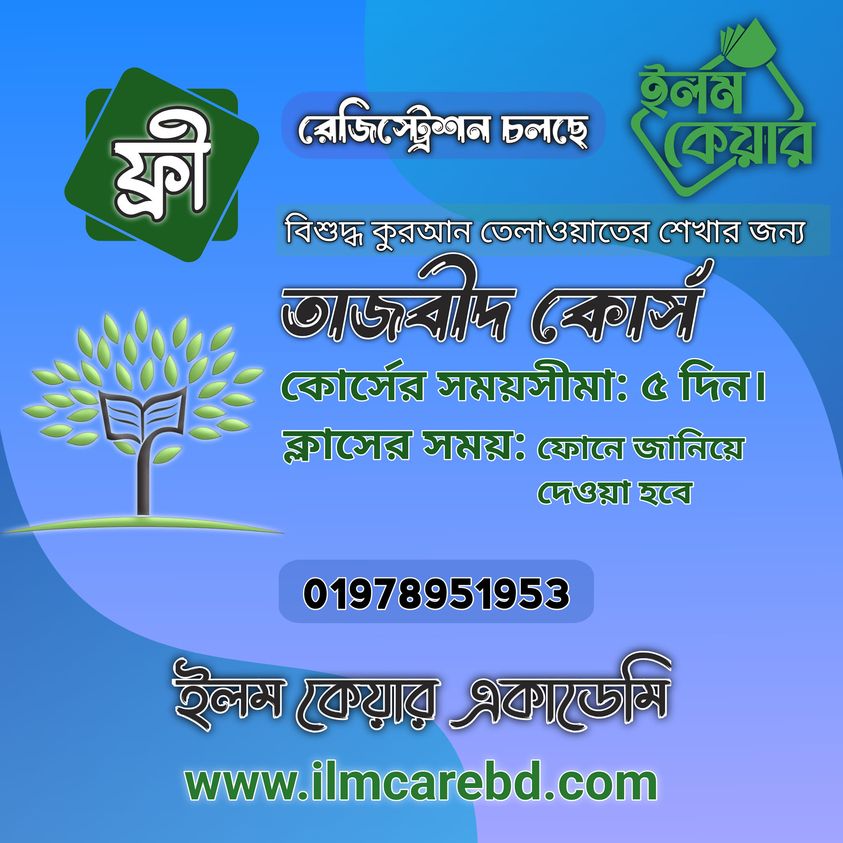 ফ্রী
রেজিস্ট্রেশন চলছে
ইলম
কেয়ার
বিশুদ্ধ কুরআন তেলাওয়াতের শেখার জন্য
তাজবীদ কোর্স
কোর্সের সময়সীমা: ৫ দিন।
ক্লাসের সময়: ফোনে জানিয়ে
দেওয়া হবে
01978951953
ইলম কেয়ার একাডেমি
www.ilmcarebd.com